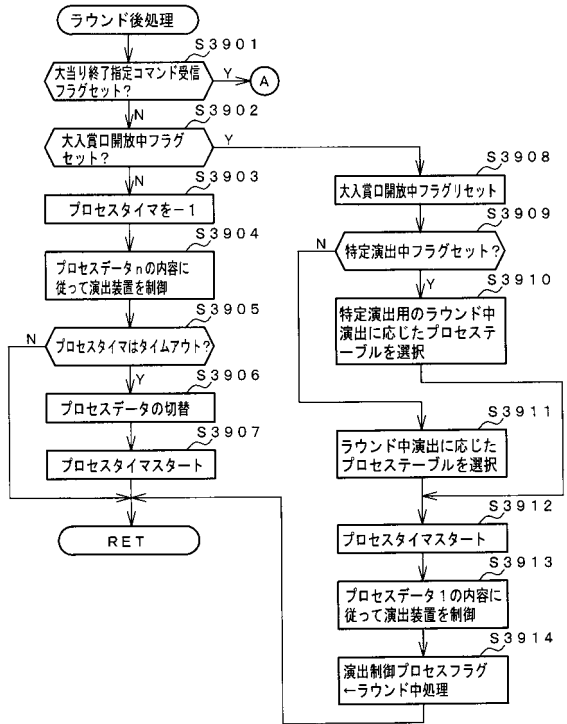 ラウンド後処理
S3901
大当り終了指定コマンド受信
フラグセット?
Y
A
N
S3902
大入賞口開放中フラグ
セット?
Y
N
S3903
プロセスタイマを−1
S3904
プロセスデータnの内容に
従って演出装置を制御
S3905
N
プロセスタイマはタイムアウト?
Y
S3906
プロセスデータの切替
S3907
プロセスタイマスタート
RET
S3908
大入賞口開放中フラグリセット
S3909
N
特定演出中フラグセット?
Y
S3910
特定演出用のラウンド中
演出に応じたプロセステ
ーブルを選択
S3911
ラウンド中演出に応じた
プロセステーブルを選択
S3912
プロセスタイマスタート
S3913
プロセスデータ1の内容に
従って演出装置を制御
S3914
演出制御プロセスフラグ
←ラウンド中処理